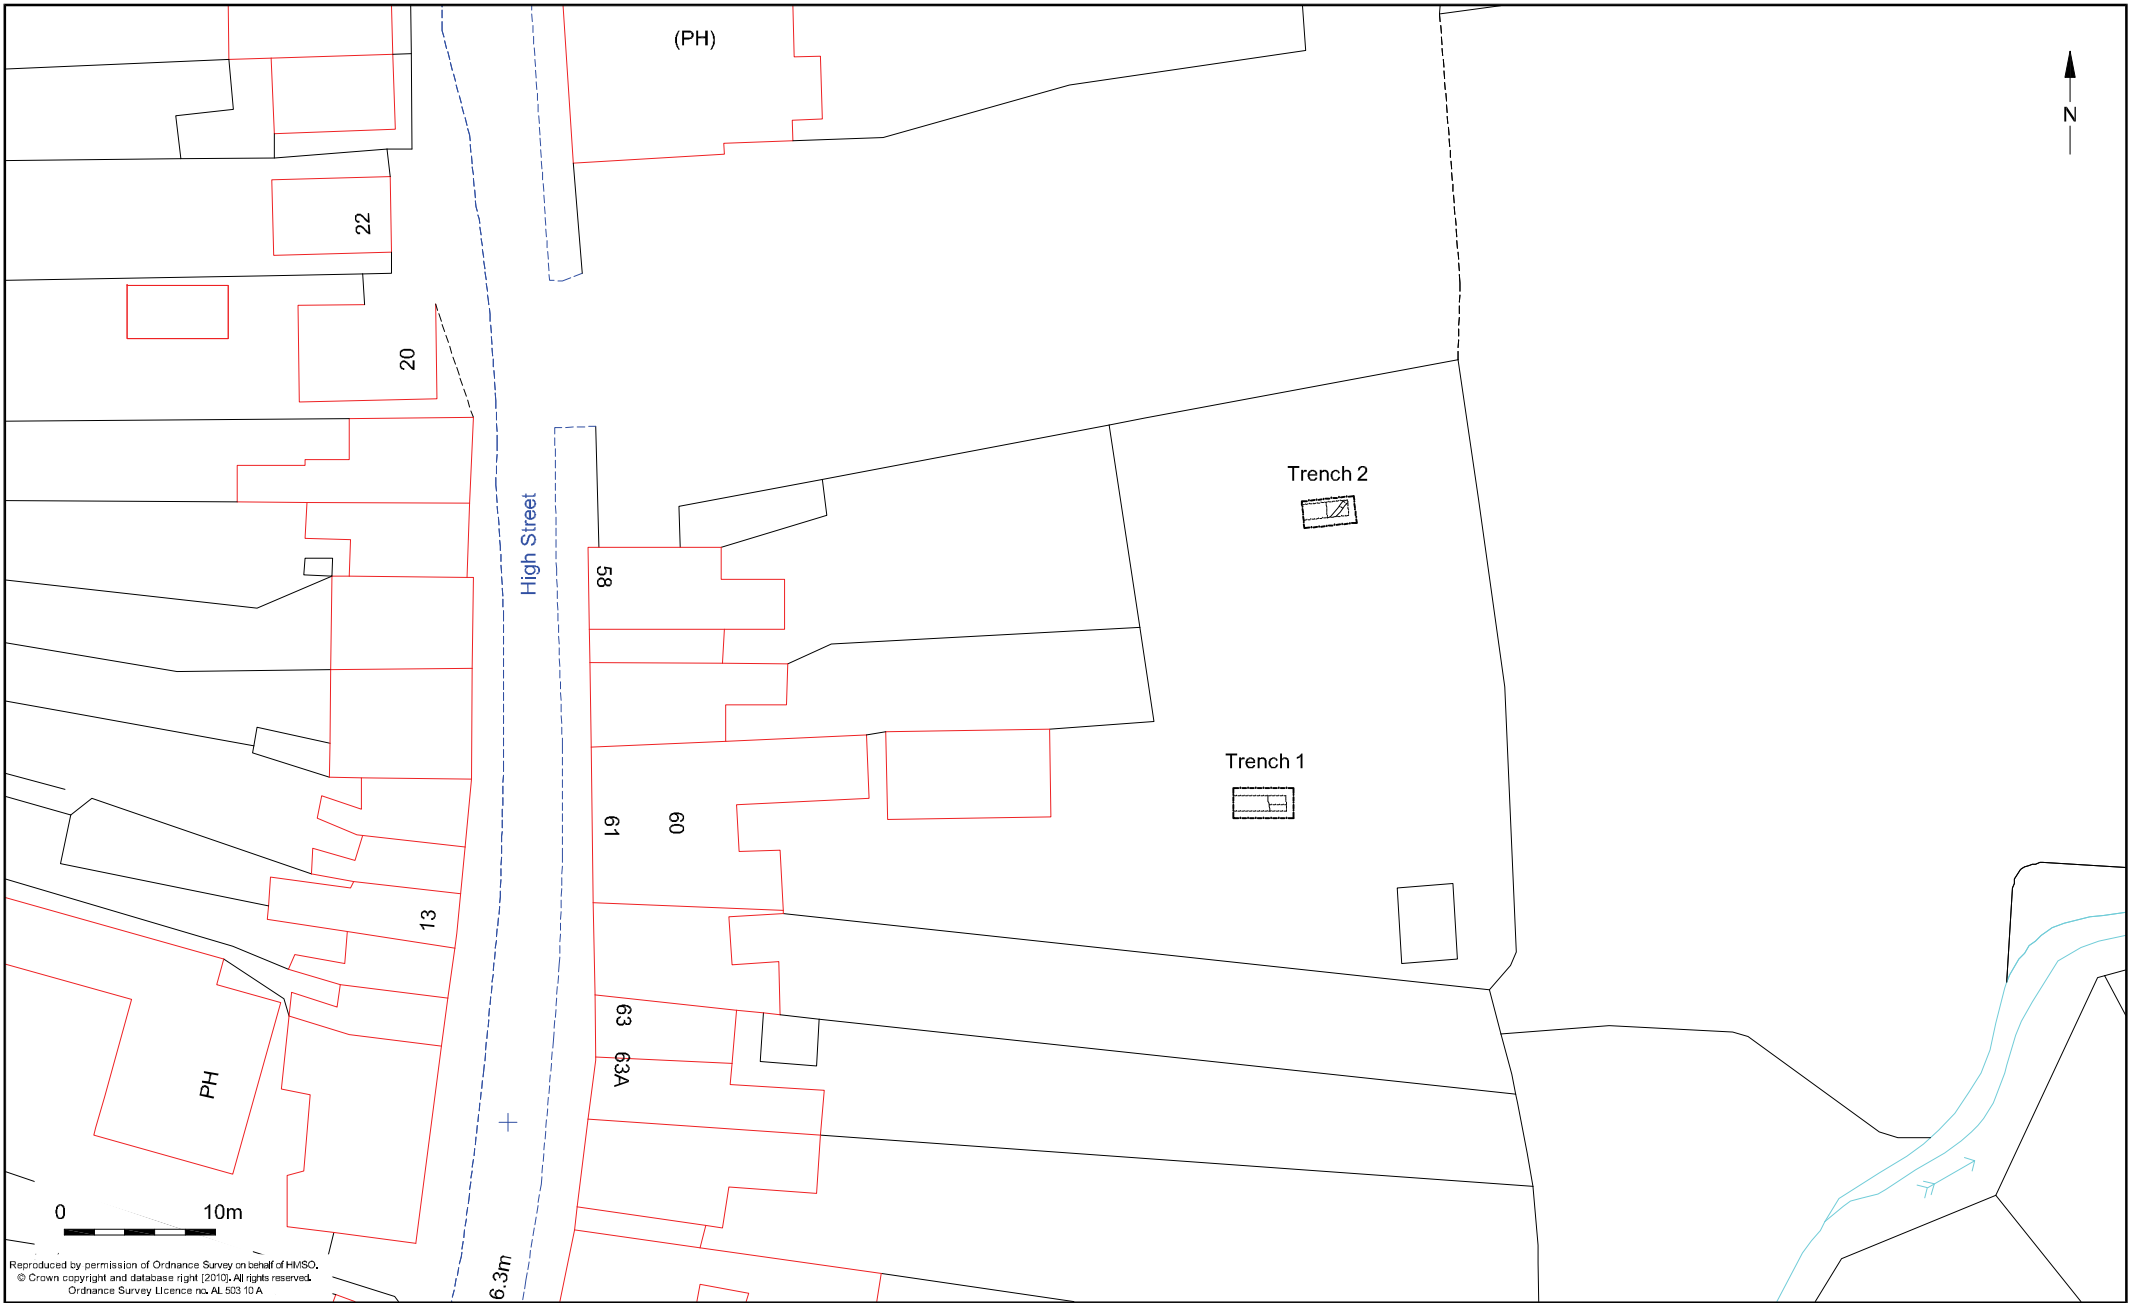 (PH)
N
22
20
High Street
Trench 2
58
Trench 1
61
60
13
63
63A
PH
0 10m
6.3m
Reproduced by permission of Ordnance Survey on behalf of HMSO.
© Crown copyright and database right [2010]. All rights reserved.
Ordnance Survey Licence no. AL 503 10 A